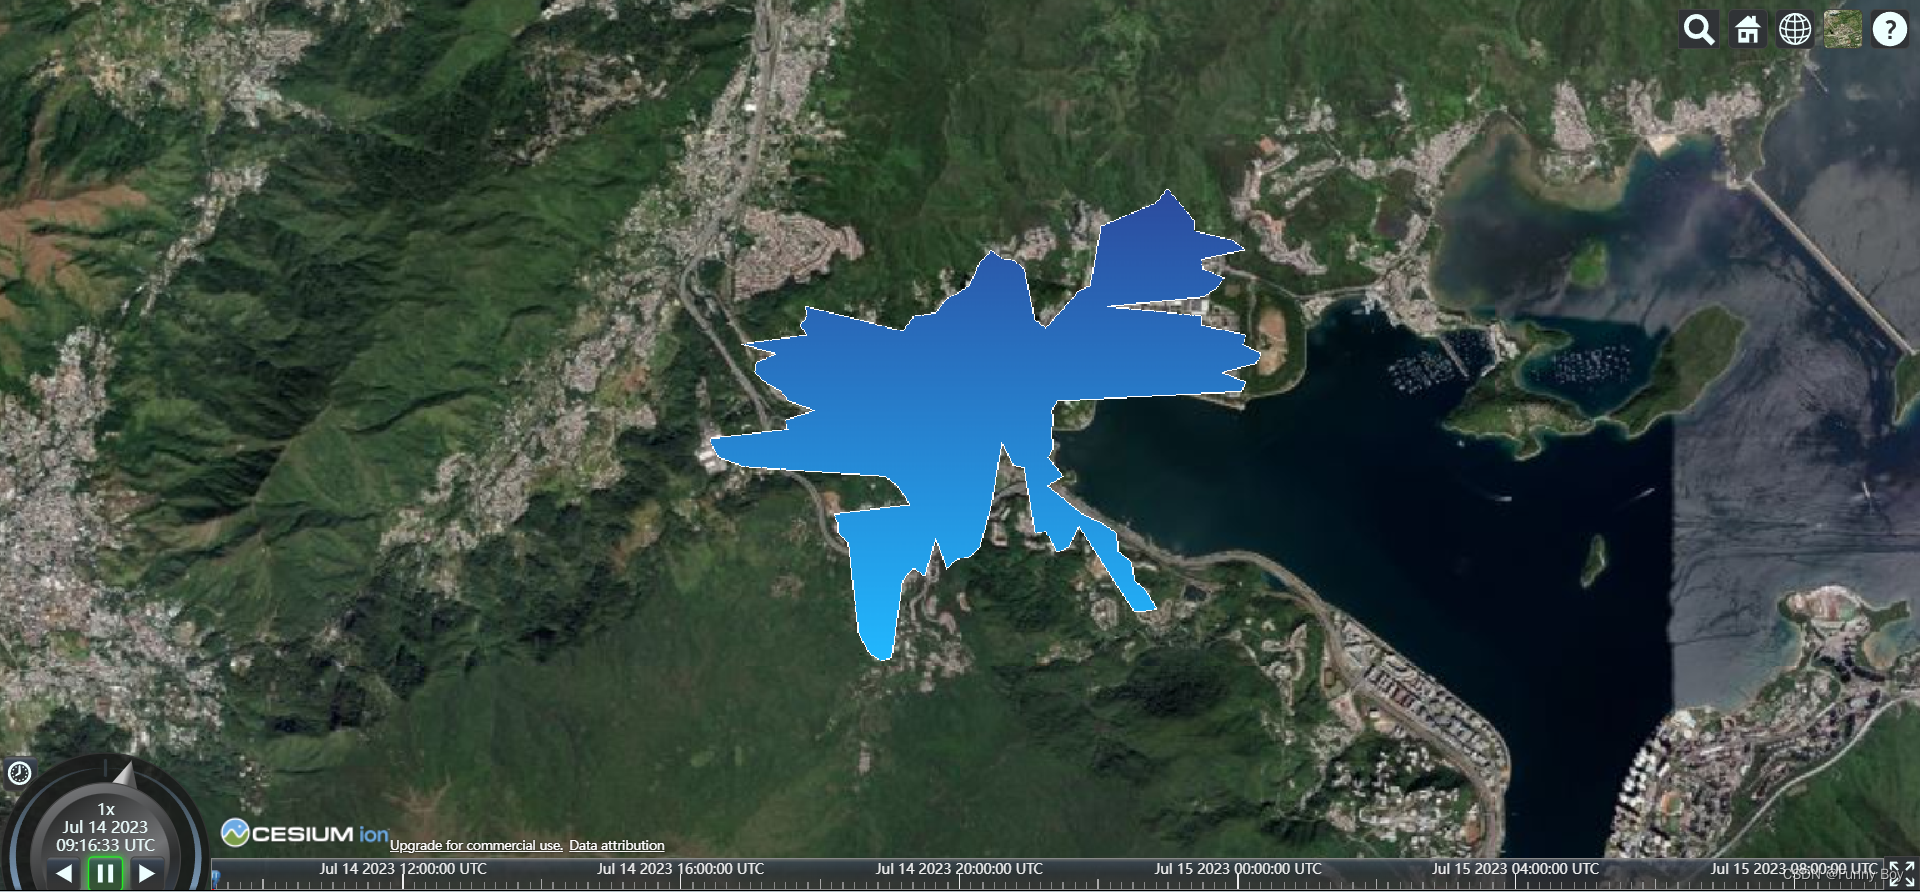 ?
1x
Jul 14 2023
09:16:33 UTC
CESIUM ion
Upgrade for commercial use. Data attribution
Jul 14 2023 12:00:00 UTC
Jul 14 2023 16:00:00 UTC
Jul 14 2023 20:00:00 UTC
Jul 15 2023 00:00:00 UTC
Jul 15 2023 04:00:00 UTC
Jul 15 2023 08:00:00 UTC
CSDN @Funny Boy